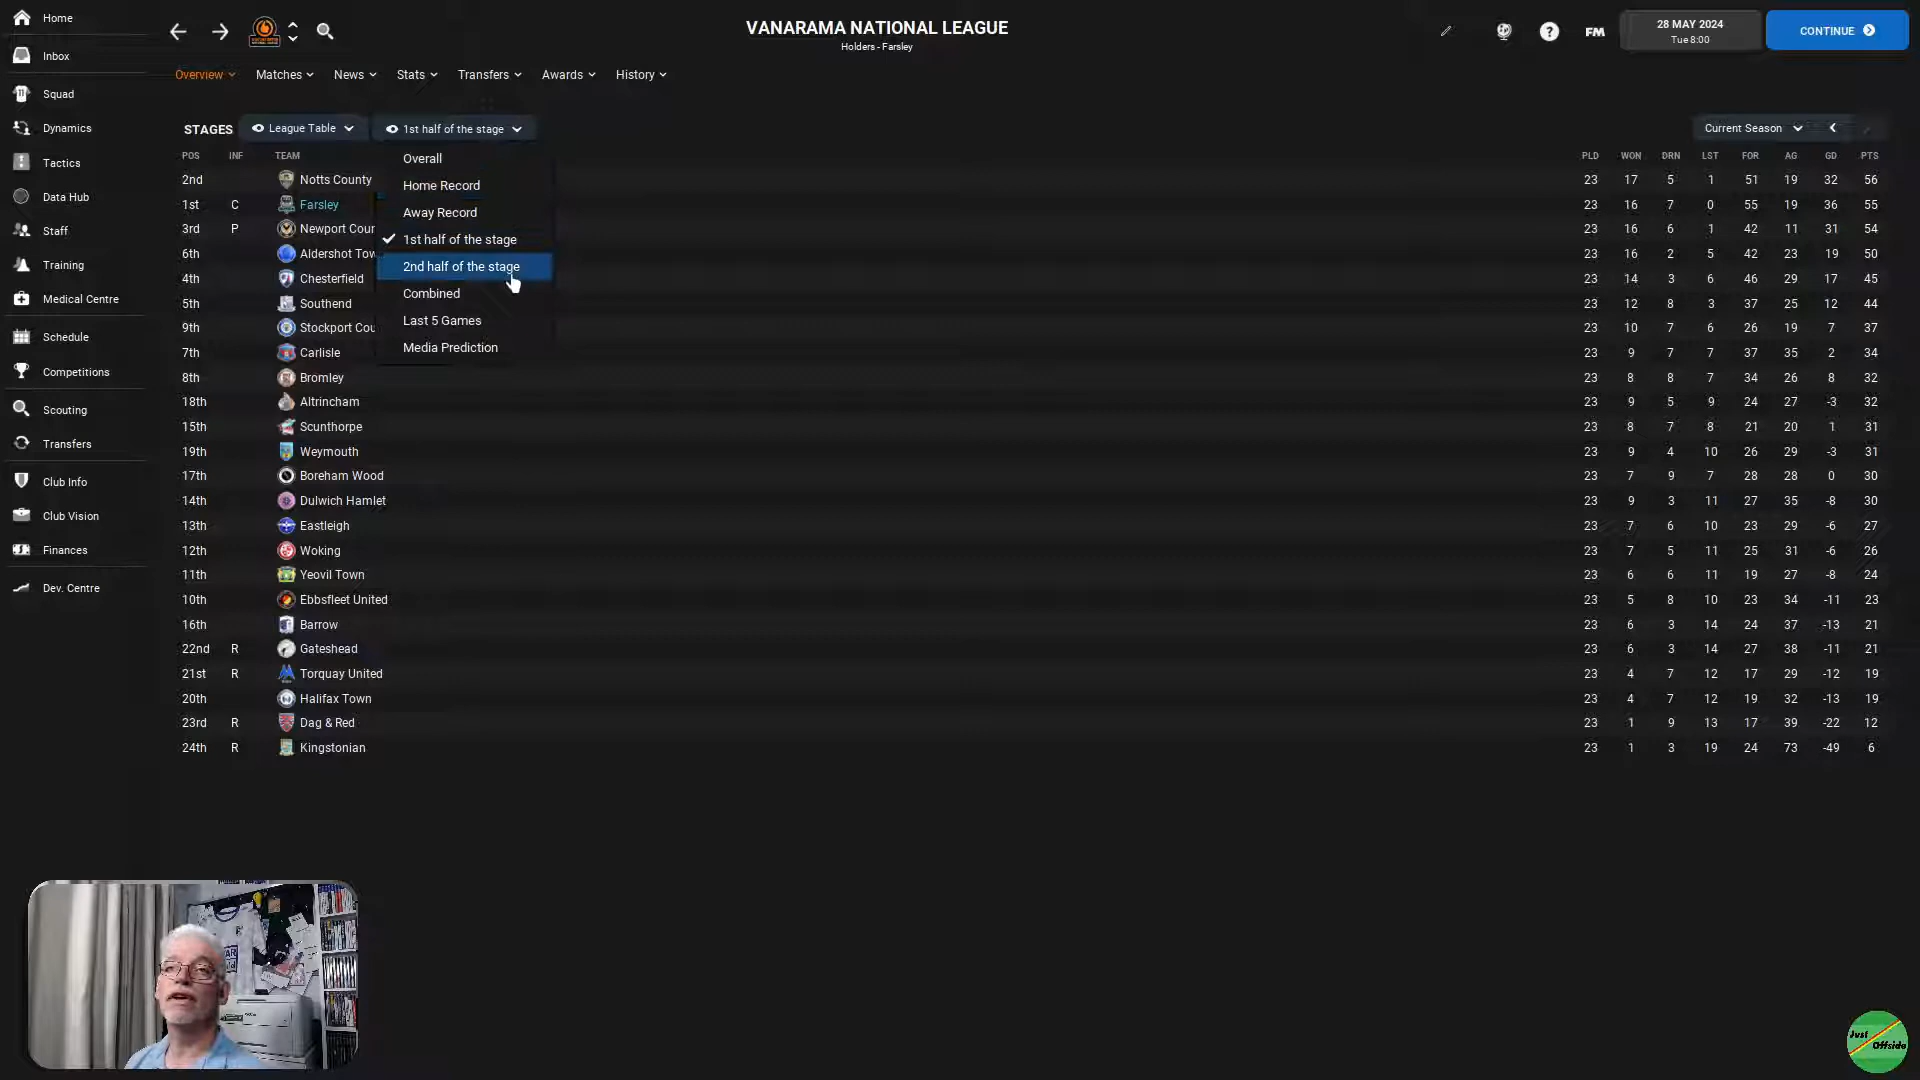 Home
VANARAMA NATIONAL LEAGUE
Holders - Farsley
FM
28 MAY 2024
Tue 8:00
CONTINUE
Inbox
Overview Matches News Stats Transfers Awards History
Squad
Dynamics
STAGES League Table 1st half of the stage Current Season
POS INF TEAM PLD WON DRN LST FOR AG GD PTS
Overall
Home Record
Away Record
1st half of the stage
2nd half of the stage
Combined
Last 5 Games
Media Prediction
2nd Notts County 23 17 5 1 51 19 32 56
1st C Farsley 23 16 7 0 55 19 36 55
3rd P Newport Coun 23 16 6 1 42 11 31 54
6th Aldershot Tow 23 16 2 5 42 23 19 50
4th Chesterfield 23 14 3 6 46 29 17 45
5th Southend 23 12 8 3 37 25 12 44
9th Stockport Cou 23 10 7 6 26 19 7 37
7th Carlisle 23 9 7 7 37 35 2 34
8th Bromley 23 8 8 7 34 26 8 32
18th Altrincham 23 9 5 9 24 27 -3 32
15th Scunthorpe 23 8 7 8 21 20 1 31
19th Weymouth 23 9 4 10 26 29 -3 31
17th Boreham Wood 23 7 9 7 28 28 0 30
14th Dulwich Hamlet 23 9 3 11 27 35 -8 30
13th Eastleigh 23 7 6 10 23 29 -6 27
12th Woking 23 7 5 11 25 31 -6 26
11th Yeovil Town 23 6 6 11 19 27 -8 24
10th Ebbsfleet United 23 5 8 10 23 34 -11 23
16th Barrow 23 6 3 14 24 37 -13 21
22nd R Gateshead 23 6 3 14 27 38 -11 21
21st R Torquay United 23 4 7 12 17 29 -12 19
20th Halifax Town 23 4 7 12 19 32 -13 19
23rd R Dag & Red 23 1 9 13 17 39 -22 12
24th R Kingstonian 23 1 3 19 24 73 -49 6
Tactics
Data Hub
Staff
Training
Medical Centre
Schedule
Competitions
Scouting
Transfers
Club Info
Club Vision
Finances
Dev. Centre
Just
Offside